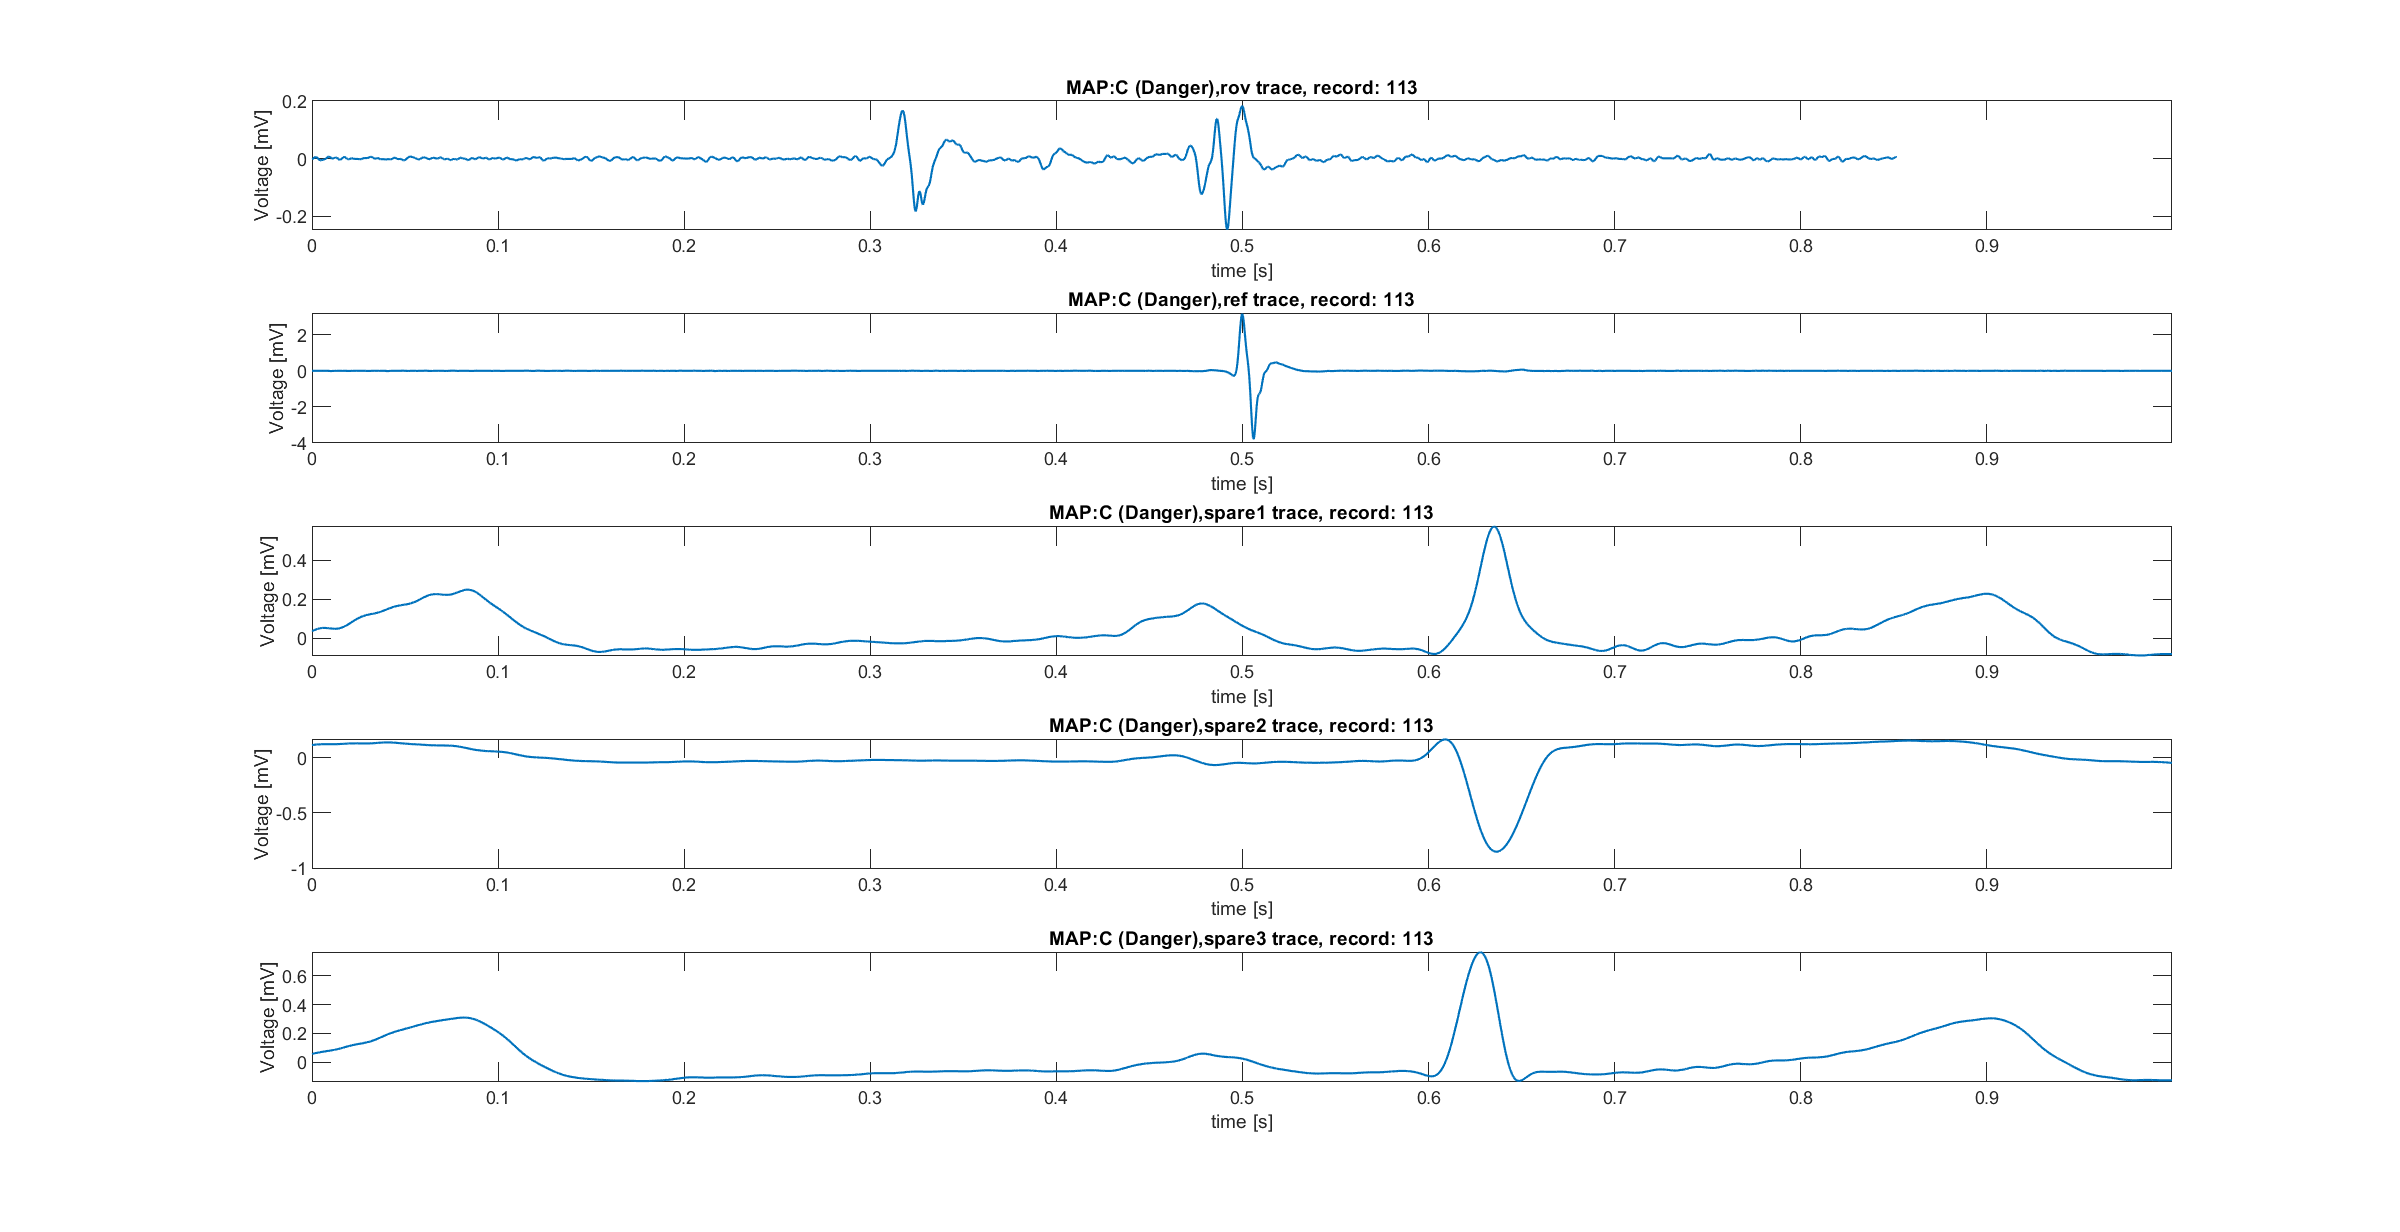 MAP:C (Danger),rov trace, record: 113
Voltage [mV]
0.2
0
-0.2
0 0.1 0.2 0.3 0.4 0.5 0.6 0.7 0.8 0.9
time [s]
MAP:C (Danger),ref trace, record: 113
Voltage [mV]
2
0
-2
-4
0 0.1 0.2 0.3 0.4 0.5 0.6 0.7 0.8 0.9
time [s]
MAP:C (Danger),spare1 trace, record: 113
Voltage [mV]
0.4
0.2
0
0 0.1 0.2 0.3 0.4 0.5 0.6 0.7 0.8 0.9
time [s]
MAP:C (Danger),spare2 trace, record: 113
Voltage [mV]
0
-0.5
-1
0 0.1 0.2 0.3 0.4 0.5 0.6 0.7 0.8 0.9
time [s]
MAP:C (Danger),spare3 trace, record: 113
Voltage [mV]
0.6
0.4
0.2
0
0 0.1 0.2 0.3 0.4 0.5 0.6 0.7 0.8 0.9
time [s]